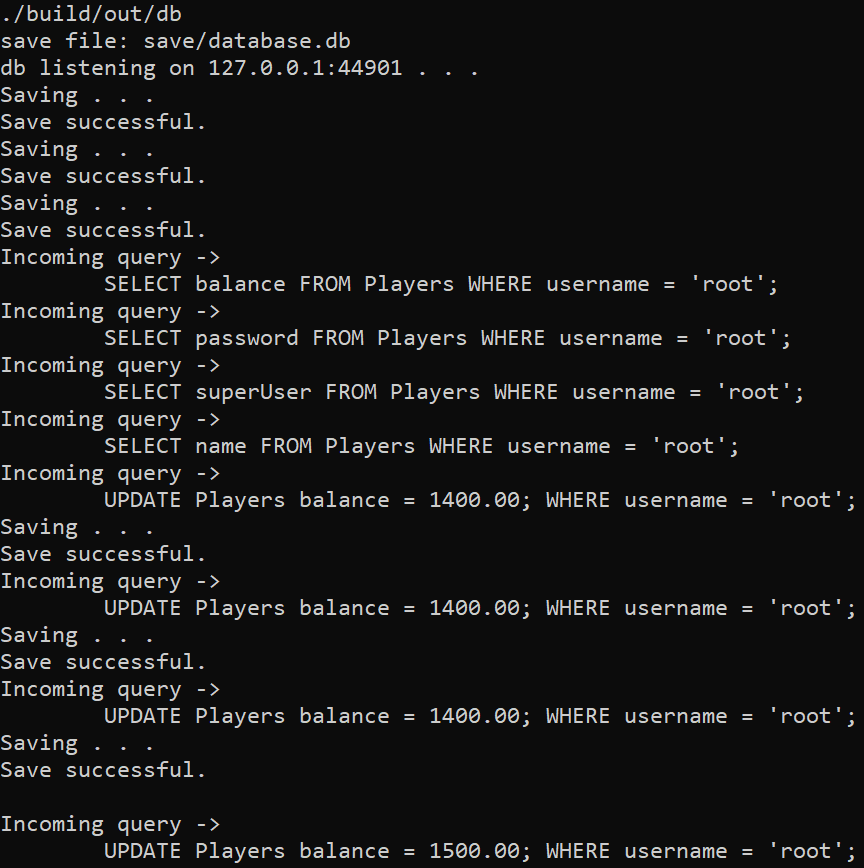 ./build/out/db
save file: save/database.db
db listening on 127.0.0.1:44901 . . .
Saving . . .
Save successful.
Saving . . .
Save successful.
Saving . . .
Save successful.
Incoming query ->
SELECT balance FROM Players WHERE username = 'root';
Incoming query ->
SELECT password FROM Players WHERE username = 'root';
Incoming query ->
SELECT superUser FROM Players WHERE username = 'root';
Incoming query ->
SELECT name FROM Players WHERE username = 'root';
Incoming query ->
UPDATE Players balance = 1400.00; WHERE username = 'root';
Saving . . .
Save successful.
Incoming query ->
UPDATE Players balance = 1400.00; WHERE username = 'root';
Saving . . .
Save successful.
Incoming query ->
UPDATE Players balance = 1400.00; WHERE username = 'root';
Saving . . .
Save successful.
Incoming query ->
UPDATE Players balance = 1500.00; WHERE username = 'root';